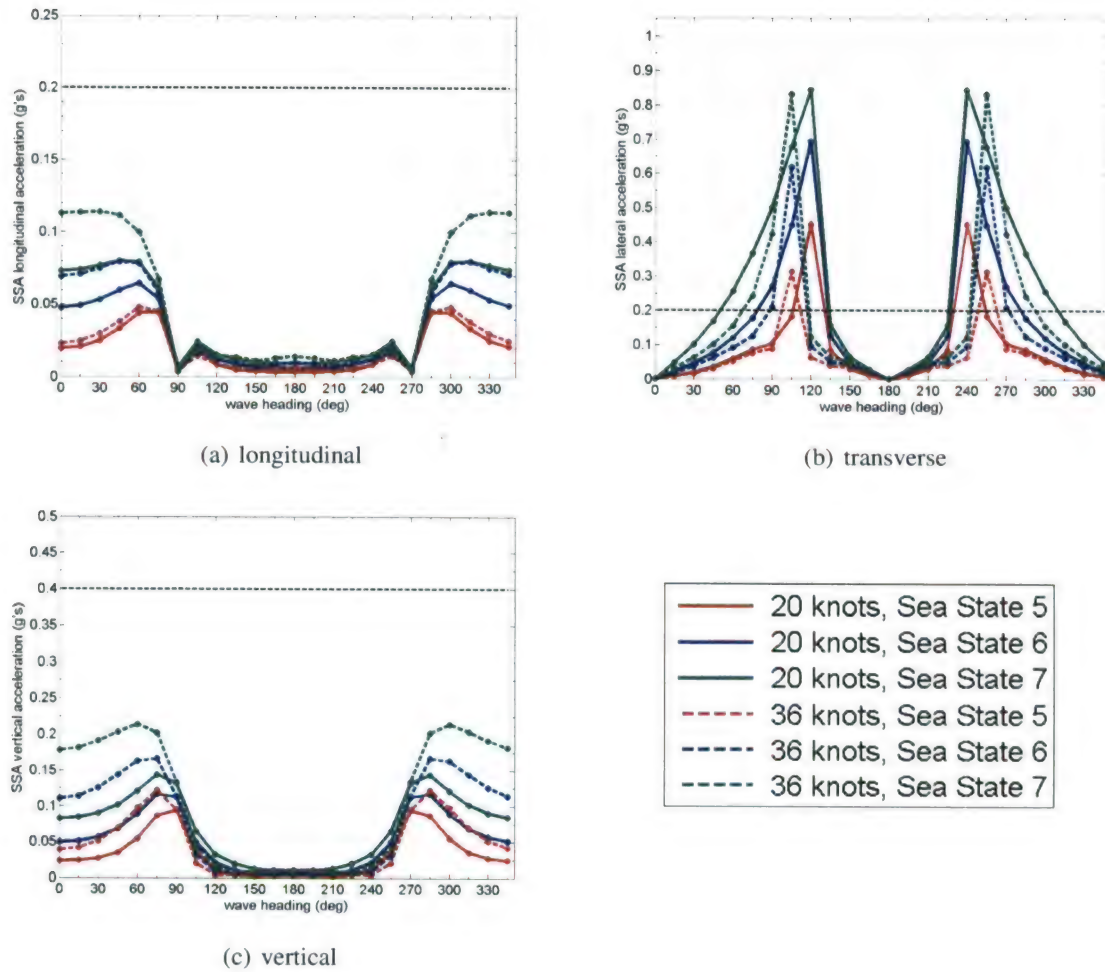 0.25
0.2
0.15
0.1
0.05
0
SSA longitudinal acceleration (g's)
0 30 60 90 120 150 180 210 240 270 300 330
wave heading (deg)
(a) longitudinal
1
0.9
0.8
0.7
0.6
0.5
0.4
0.3
0.2
0.1
0
SSA lateral acceleration (g's)
0 30 60 90 120 150 180 210 240 270 300 330
wave heading (deg)
(b) transverse
0.5
0.45
0.4
0.35
0.3
0.25
0.2
0.15
0.1
0.05
0
SSA vertical acceleration (g's)
0 30 60 90 120 150 180 210 240 270 300 330
wave heading (deg)
(c) vertical
20 knots, Sea State 5
20 knots, Sea State 6
20 knots, Sea State 7
36 knots, Sea State 5
36 knots, Sea State 6
36 knots, Sea State 7